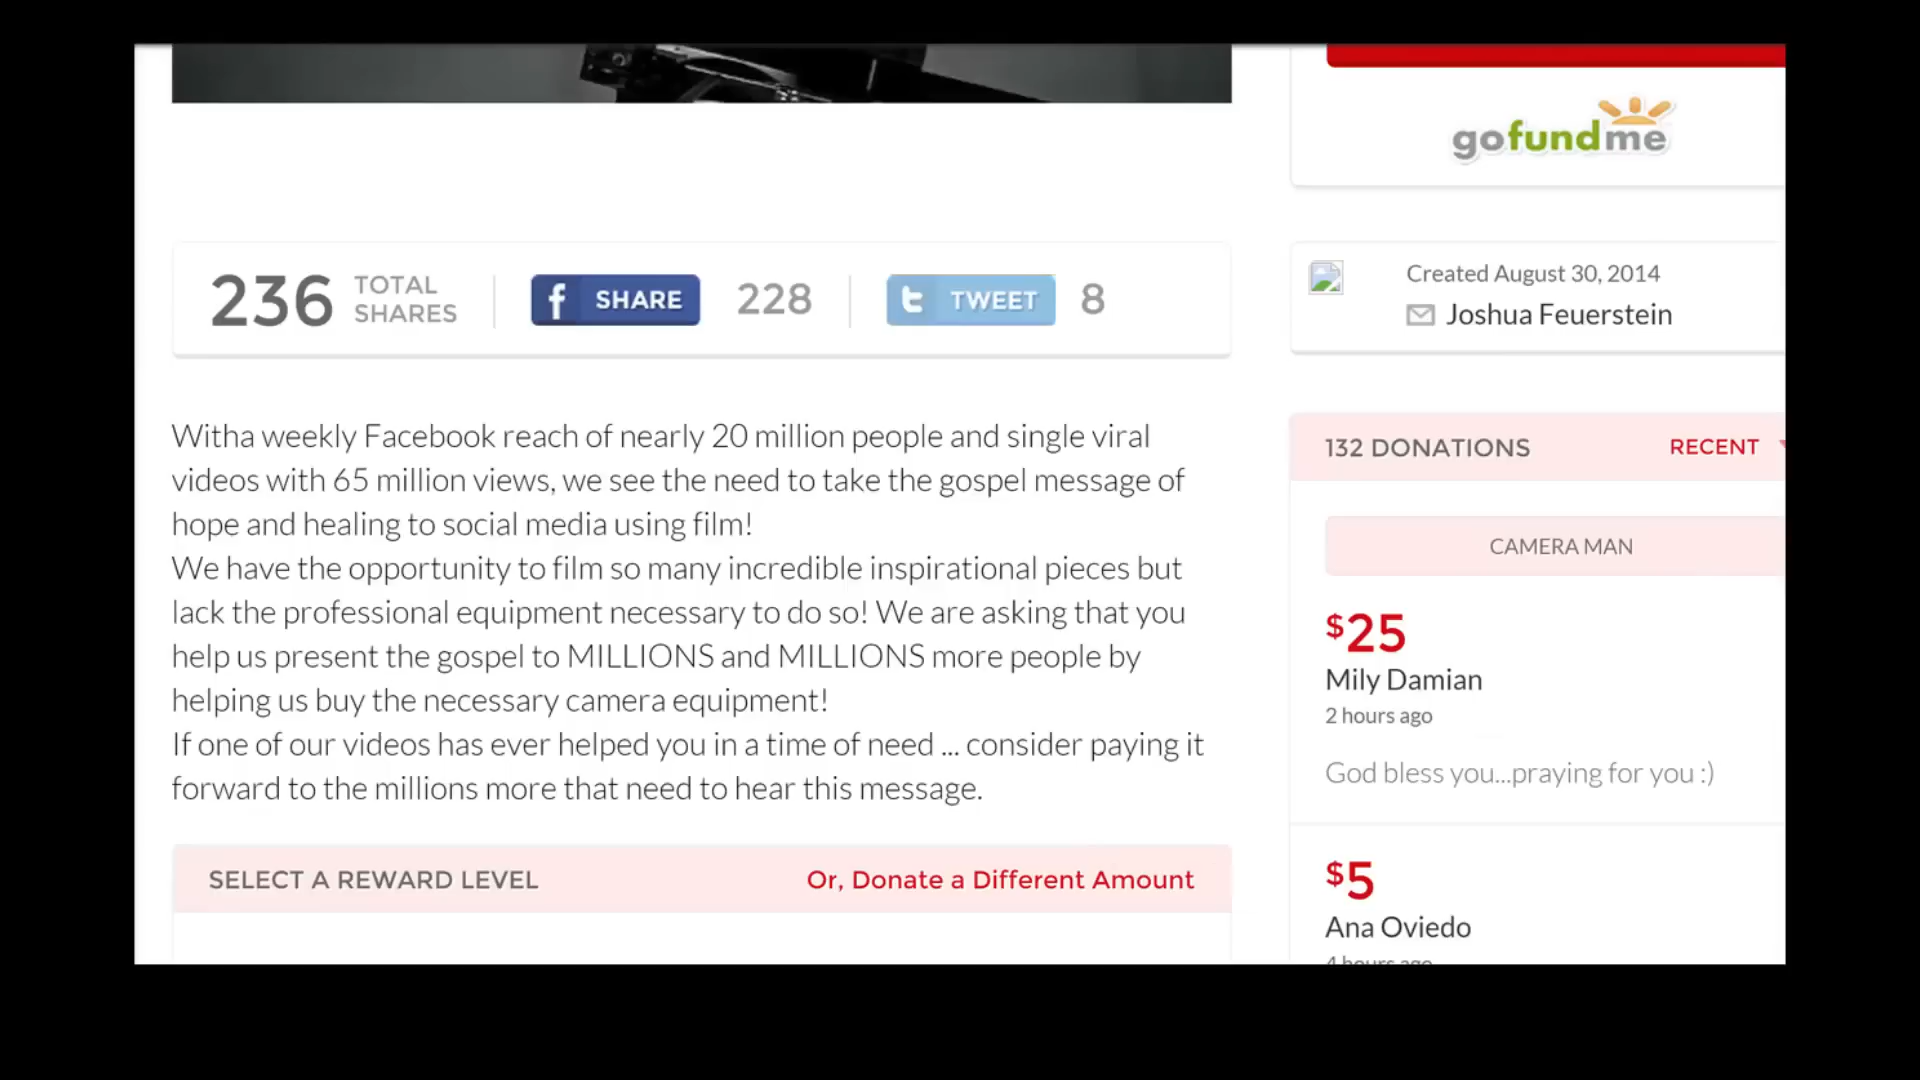 gofundme
236 TOTAL SHARES
f SHARE 228
TWEET 8
Created August 30, 2014
Joshua Feuerstein
Witha weekly Facebook reach of nearly 20 million people and single viral
videos with 65 million views, we see the need to take the gospel message of
hope and healing to social media using film!
We have the opportunity to film so many incredible inspirational pieces but
lack the professional equipment necessary to do so! We are asking that you
help us present the gospel to MILLIONS and MILLIONS more people by
helping us buy the necessary camera equipment!
If one of our videos has ever helped you in a time of need ... consider paying it
forward to the millions more that need to hear this message.
SELECT A REWARD LEVEL
Or, Donate a Different Amount
132 DONATIONS
RECENT
CAMERA MAN
$25
Mily Damian
2 hours ago
God bless you...praying for you :)
$5
Ana Oviedo
4 hours ago